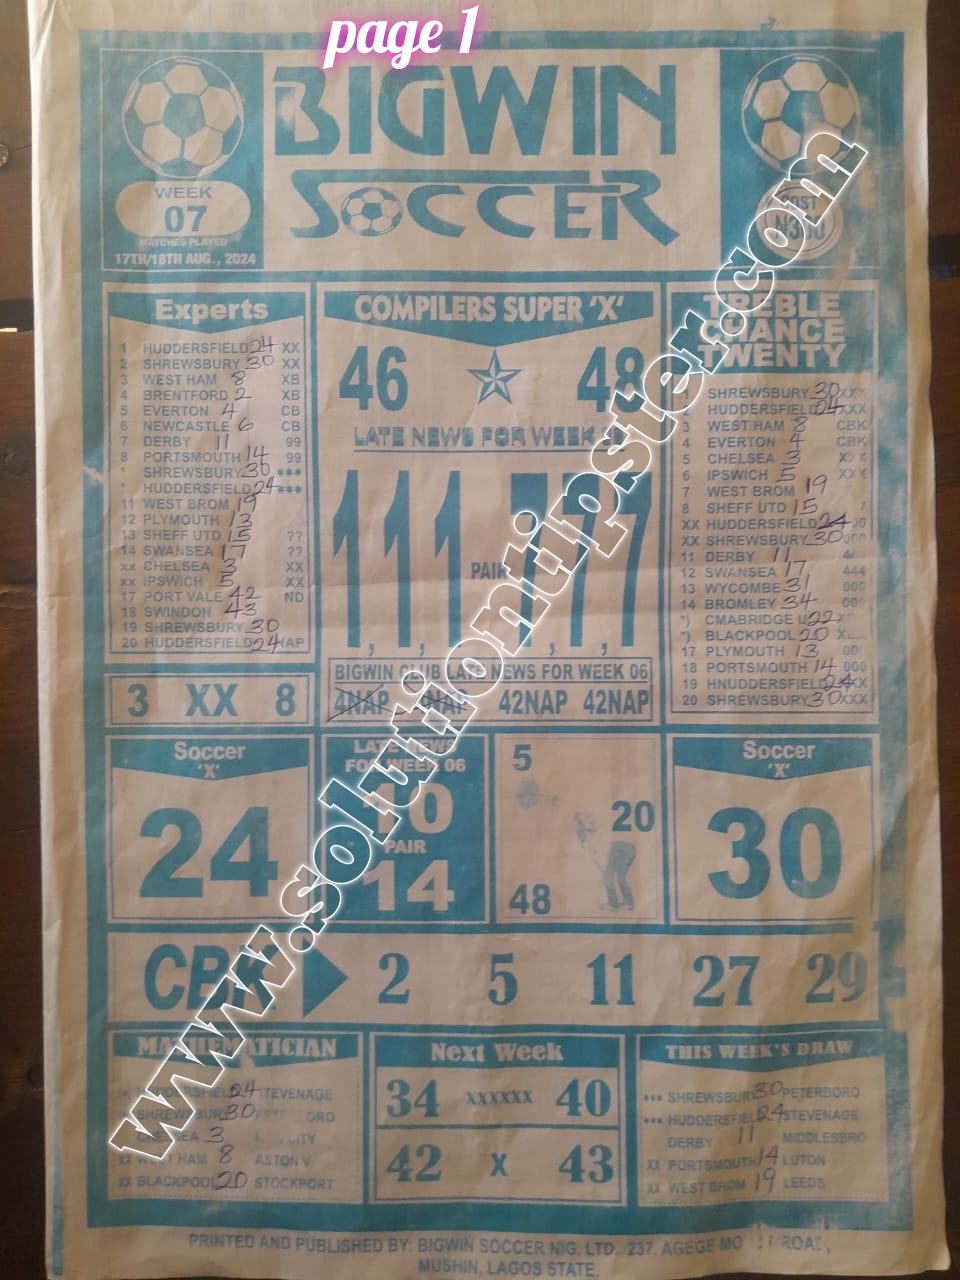 page 1
BIGWIN
SOCCER
WEEK
07
MATCHES PLAYED
17TH/18TH AUG., 2024
Experts
1 HUDDERSFIELD 24 XX
2 SHREWSBURY 30 XX
3 WEST HAM 8 XB
4 BRENTFORD 2 XB
5 EVERTON 4 CB
6 NEWCASTLE 6 CB
7 DERBY 11 99
8 PORTSMOUTH 14 99
* SHREWSBURY 30 ***
* HUDDERSFIELD 24 ***
11 WEST BROM 19
12 PLYMOUTH 13
13 SHEFF UTD 15 ??
14 SWANSEA 17 ??
xx CHELSEA 3 XX
xx IPSWICH 5 XX
17 PORT VALE 42 ND
18 SWINDON 43
19 SHREWSBURY 30
20 HUDDERSFIELD 24 HAP
3 XX 8
COMPILERS SUPER 'X'
46 48
LATE NEWS FOR WEEK
1,1,1 PAIR 7,7,7
BIGWIN CLUB LATE NEWS FOR WEEK 06
4NAP 42NAP 42NAP
TREBLE
CHANCE
TWENTY
SHREWSBURY 30 XXX
HUDDERSFIELD 24 XXX
3 WEST HAM 8 CBK
4 EVERTON 4 CBK
5 CHELSEA 3
6 IPSWICH 5
7 WEST BROM 19
8 SHEFF UTD 15
XX HUDDERSFIELD 24
XX SHREWSBURY 30 000
11 DERBY 11
12 SWANSEA 17 444
13 WYCOMBE 31 000
14 BROMLEY 34 000
*) CMABRIDGE U 22
*) BLACKPOOL 20
17 PLYMOUTH 13
18 PORTSMOUTH 14 000
19 HNUDDERSFIELD 24
20 SHREWSBURY 30 XXX
Soccer
'X'
24
LATE NEWS
FOR WEEK 06
10
PAIR
14
5
20
48
Soccer
'X'
30
CBK 2 5 11 27 29
MATHEMATICIAN
HUDDERSFIELD 24 STEVENAGE
SHREWSBURY 30
CHELSEA 3
XX WEST HAM 8 ASTON V
XX BLACKPOOL 20 STOCKPORT
Next Week
34 XXXXXX 40
42 X 43
THIS WEEK'S DRAW
*** SHREWSBURY 30 PETERBORO
*** HUDDERSFIEL 24 STEVENAGE
DERBY 11 MIDDLESBRO
XX PORTSMOUTH 14 LUTON
XX WEST BROM 19 LEEDS
PRINTED AND PUBLISHED BY: BIGWIN SOCCER NIG. LTD. 237, AGEGE
MUSHIN, LAGOS STATE.
www.solutiontipster.com